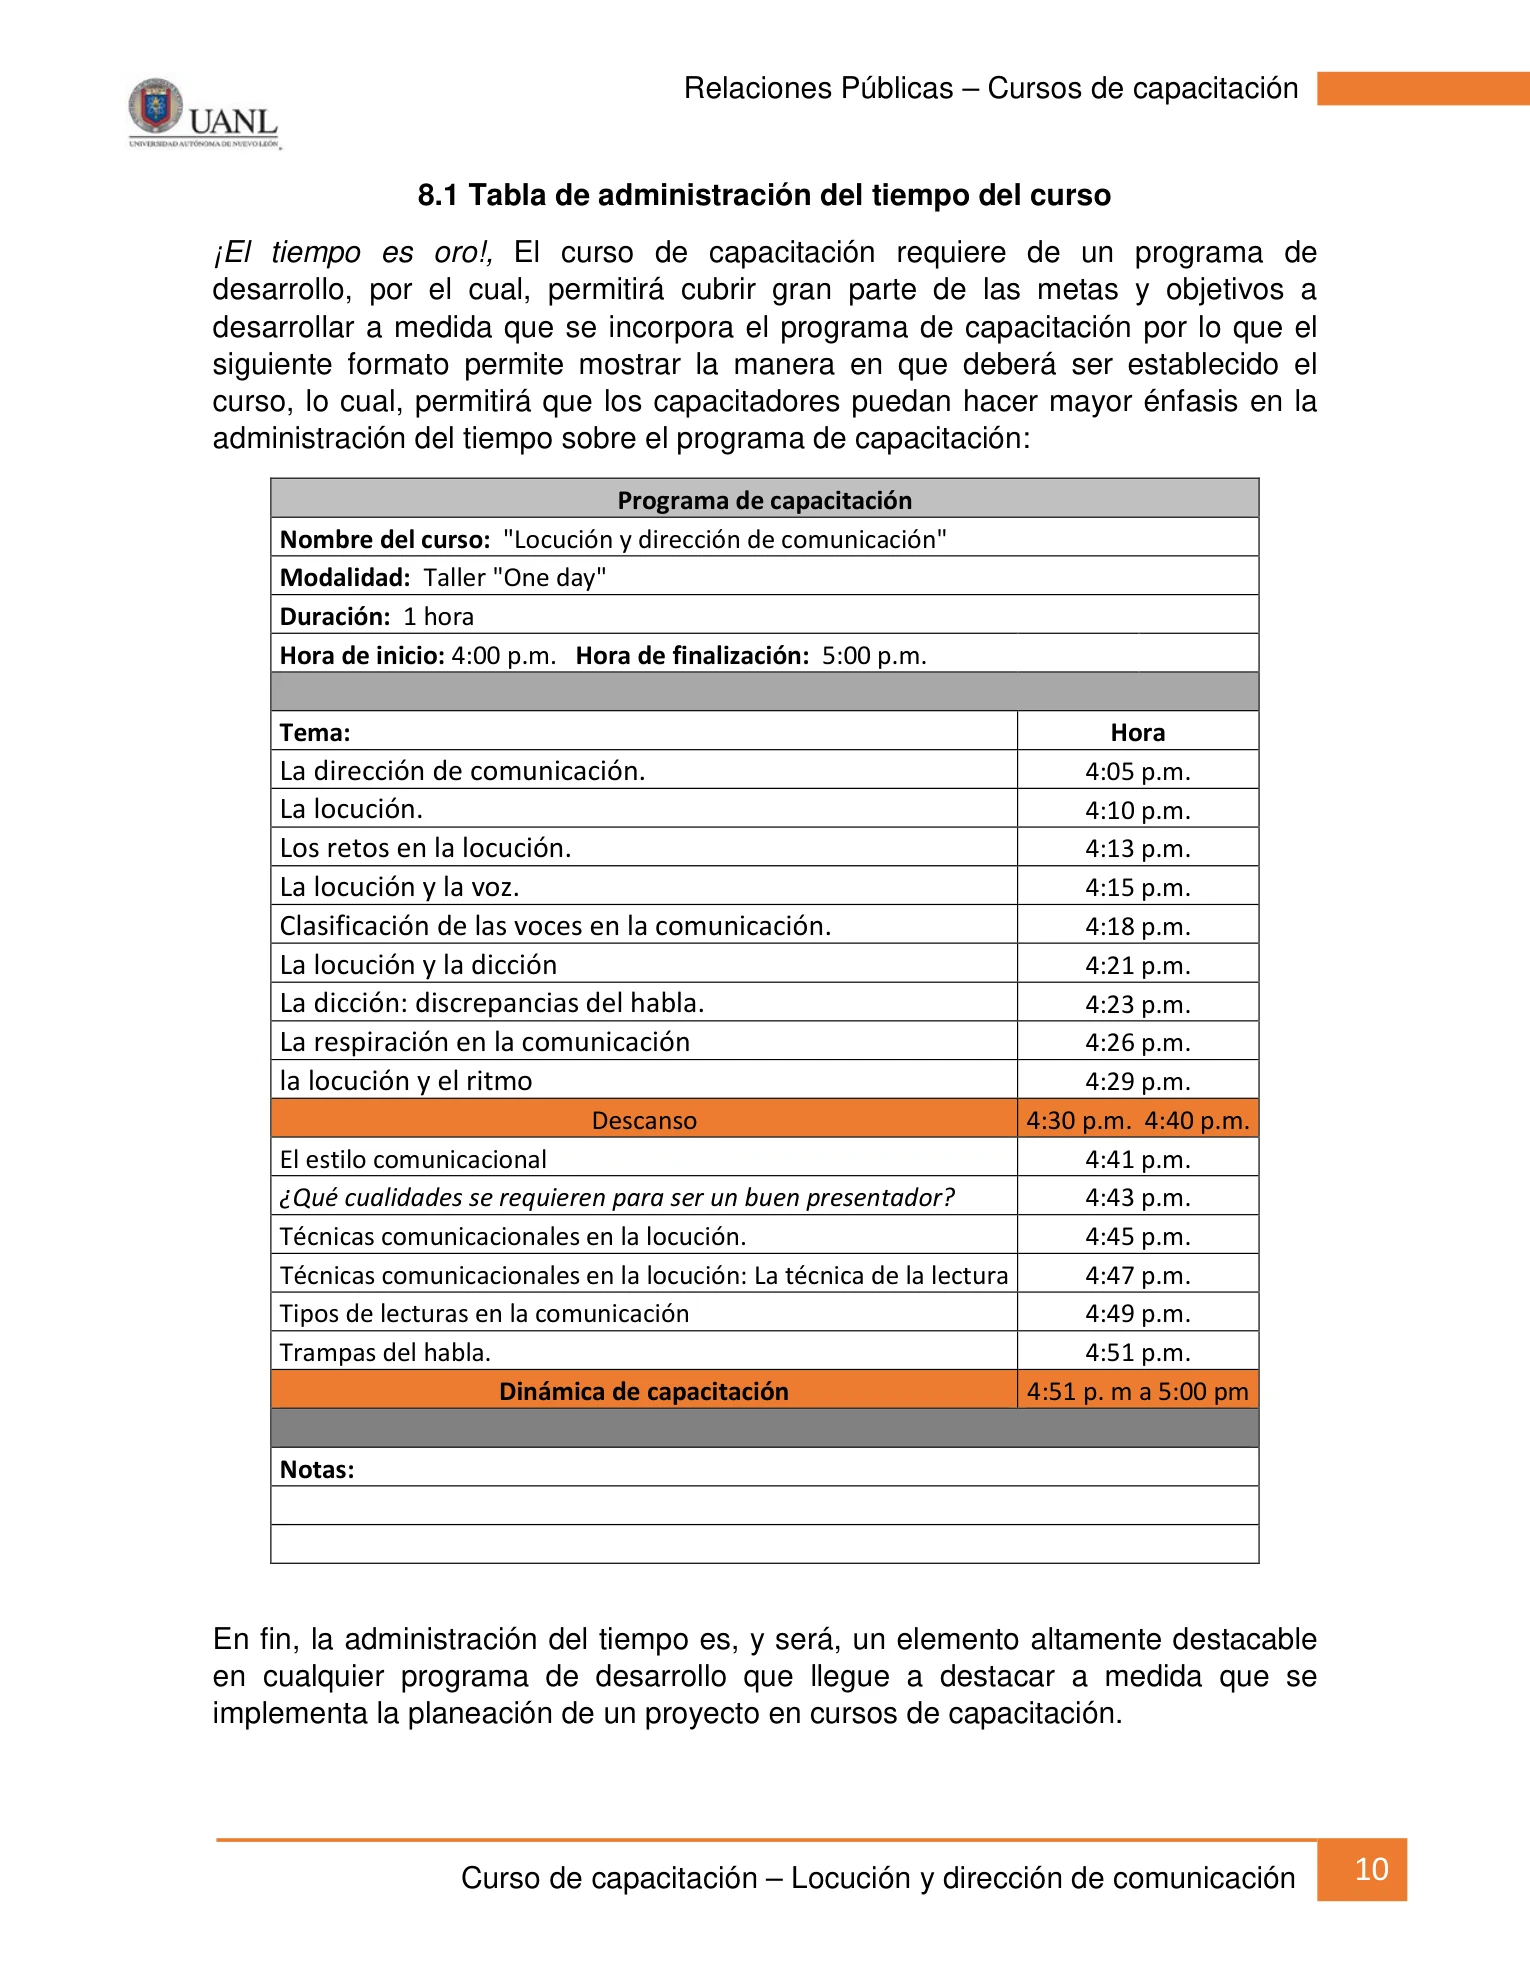 Relaciones Públicas – Cursos de capacitación
UANL
UNIVERSIDAD AUTÓNOMA DE NUEVO LEÓN
8.1 Tabla de administración del tiempo del curso
¡El tiempo es oro!, El curso de capacitación requiere de un programa de
desarrollo, por el cual, permitirá cubrir gran parte de las metas y objetivos a
desarrollar a medida que se incorpora el programa de capacitación por lo que el
siguiente formato permite mostrar la manera en que deberá ser establecido el
curso, lo cual, permitirá que los capacitadores puedan hacer mayor énfasis en la
administración del tiempo sobre el programa de capacitación:
Programa de capacitación
Nombre del curso: "Locución y dirección de comunicación"
Modalidad: Taller "One day"
Duración: 1 hora
Hora de inicio: 4:00 p.m. Hora de finalización: 5:00 p.m.
Tema: Hora
La dirección de comunicación. 4:05 p.m.
La locución. 4:10 p.m.
Los retos en la locución. 4:13 p.m.
La locución y la voz. 4:15 p.m.
Clasificación de las voces en la comunicación. 4:18 p.m.
La locución y la dicción 4:21 p.m.
La dicción: discrepancias del habla. 4:23 p.m.
La respiración en la comunicación 4:26 p.m.
la locución y el ritmo 4:29 p.m.
Descanso 4:30 p.m. 4:40 p.m.
El estilo comunicacional 4:41 p.m.
¿Qué cualidades se requieren para ser un buen presentador? 4:43 p.m.
Técnicas comunicacionales en la locución. 4:45 p.m.
Técnicas comunicacionales en la locución: La técnica de la lectura 4:47 p.m.
Tipos de lecturas en la comunicación 4:49 p.m.
Trampas del habla. 4:51 p.m.
Dinámica de capacitación 4:51 p. m a 5:00 pm
Notas:
En fin, la administración del tiempo es, y será, un elemento altamente destacable
en cualquier programa de desarrollo que llegue a destacar a medida que se
implementa la planeación de un proyecto en cursos de capacitación.
Curso de capacitación – Locución y dirección de comunicación 10